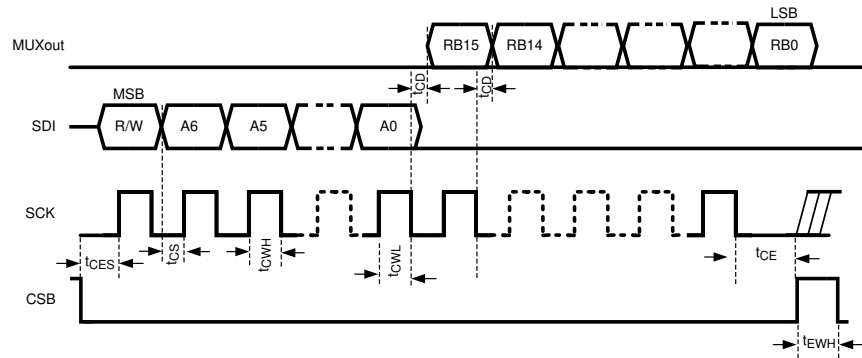 LSB
MUXout
RB15
RB14
RB0
tCD
tCD
MSB
SDI
R/W
A6
A5
A0
SCK
tCES
tCS
tCWH
tCWL
tCE
CSB
tEWH